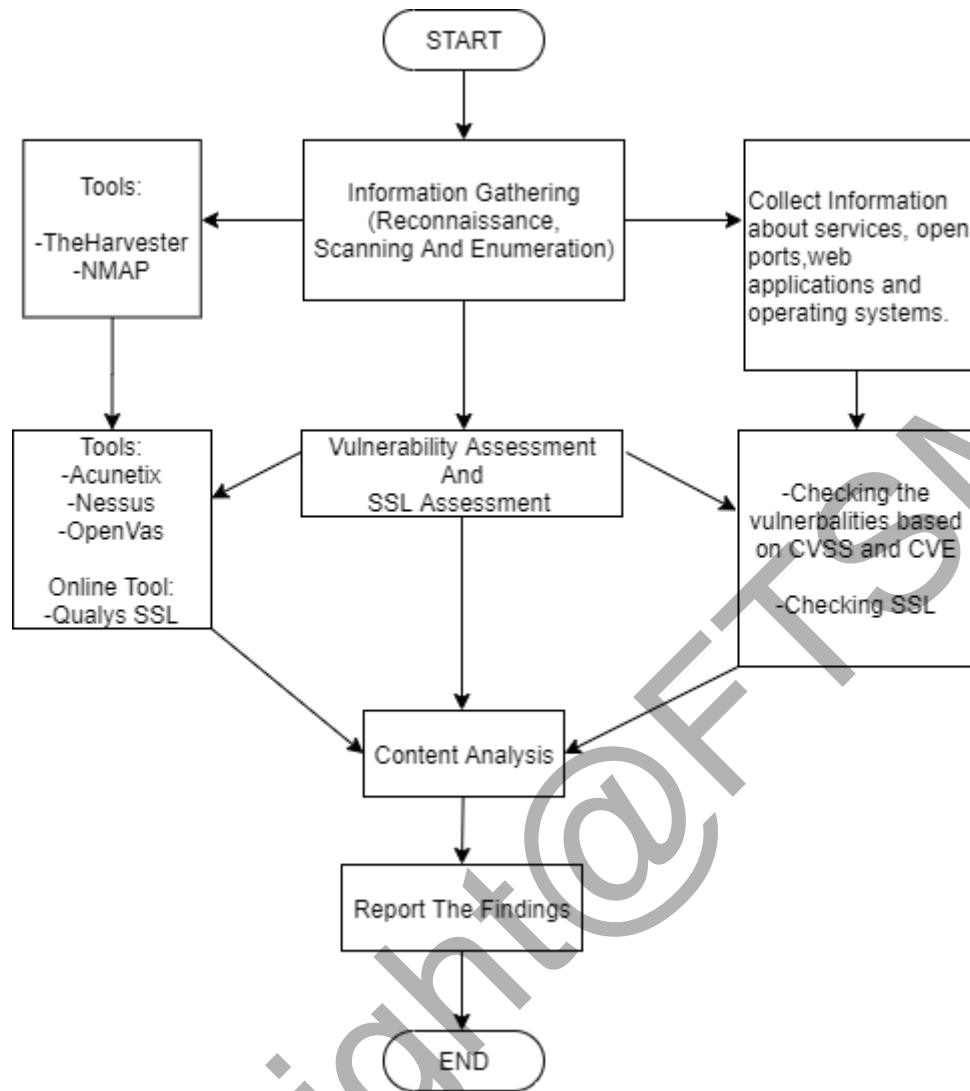 START
Tools:
-TheHarvester
-NMAP
Information Gathering
(Reconnaissance,
Scanning And Enumeration)
Collect Information
about services, open
ports,web
applications and
operating systems.
Tools:
-Acunetix
-Nessus
-OpenVas
Online Tool:
-Qualys SSL
Vulnerability Assessment
And
SSL Assessment
-Checking the
vulnerbalities based
on CVSS and CVE
-Checking SSL
Content Analysis
Report The Findings
END
ight@FTSM